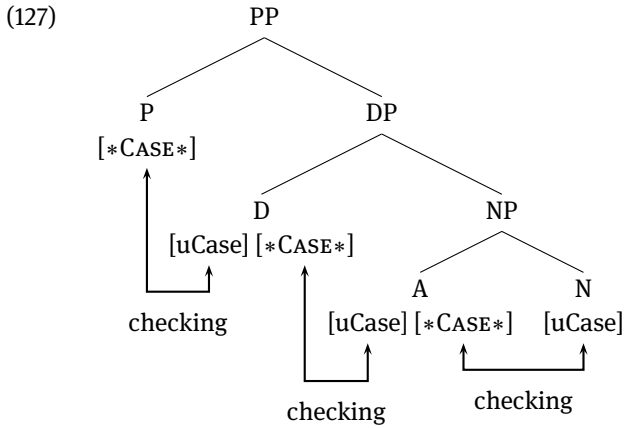 (127) PP
P DP
[∗CASE∗]
D NP
[uCase] [∗CASE∗]
A N
checking [uCase] [∗CASE∗] [uCase]
checking checking